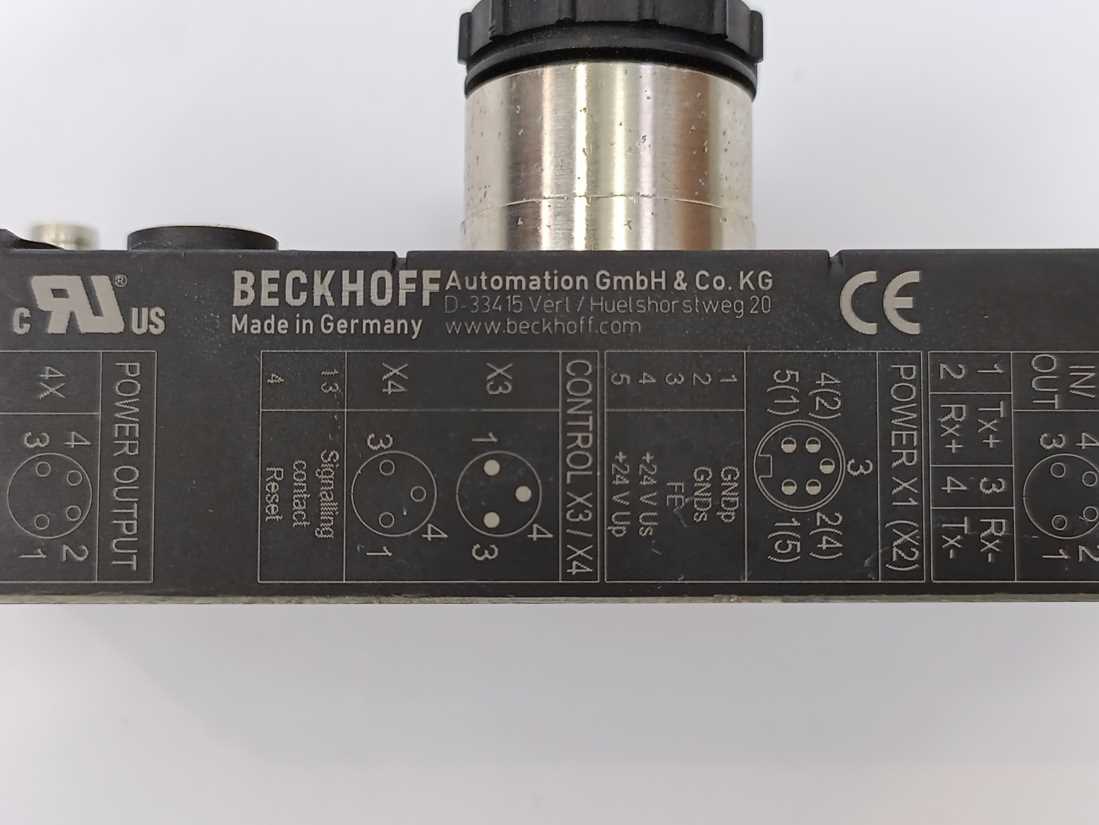 c RU ® US
BECKHOFF Automation GmbH & Co. KG
D-33415 Verl / Huelshorstweg 20
Made in Germany www.beckhoff.com
CE
POWER OUTPUT
4X
4 3 2 1
CONTROL X3 / X4
X3
1 4 3
X4
3 4 1
1 3 Signalling
contact
4 Reset
POWER X1 (X2)
4(2) 3 2(4)
5(1) 1(5)
1 GNDp
2 GNDs
3 FE
4 +24 V Us
5 +24 V Up
IN/
OUT
4 3 2 1
1 Tx+ 3 Rx-
2 Rx+ 4 Tx-